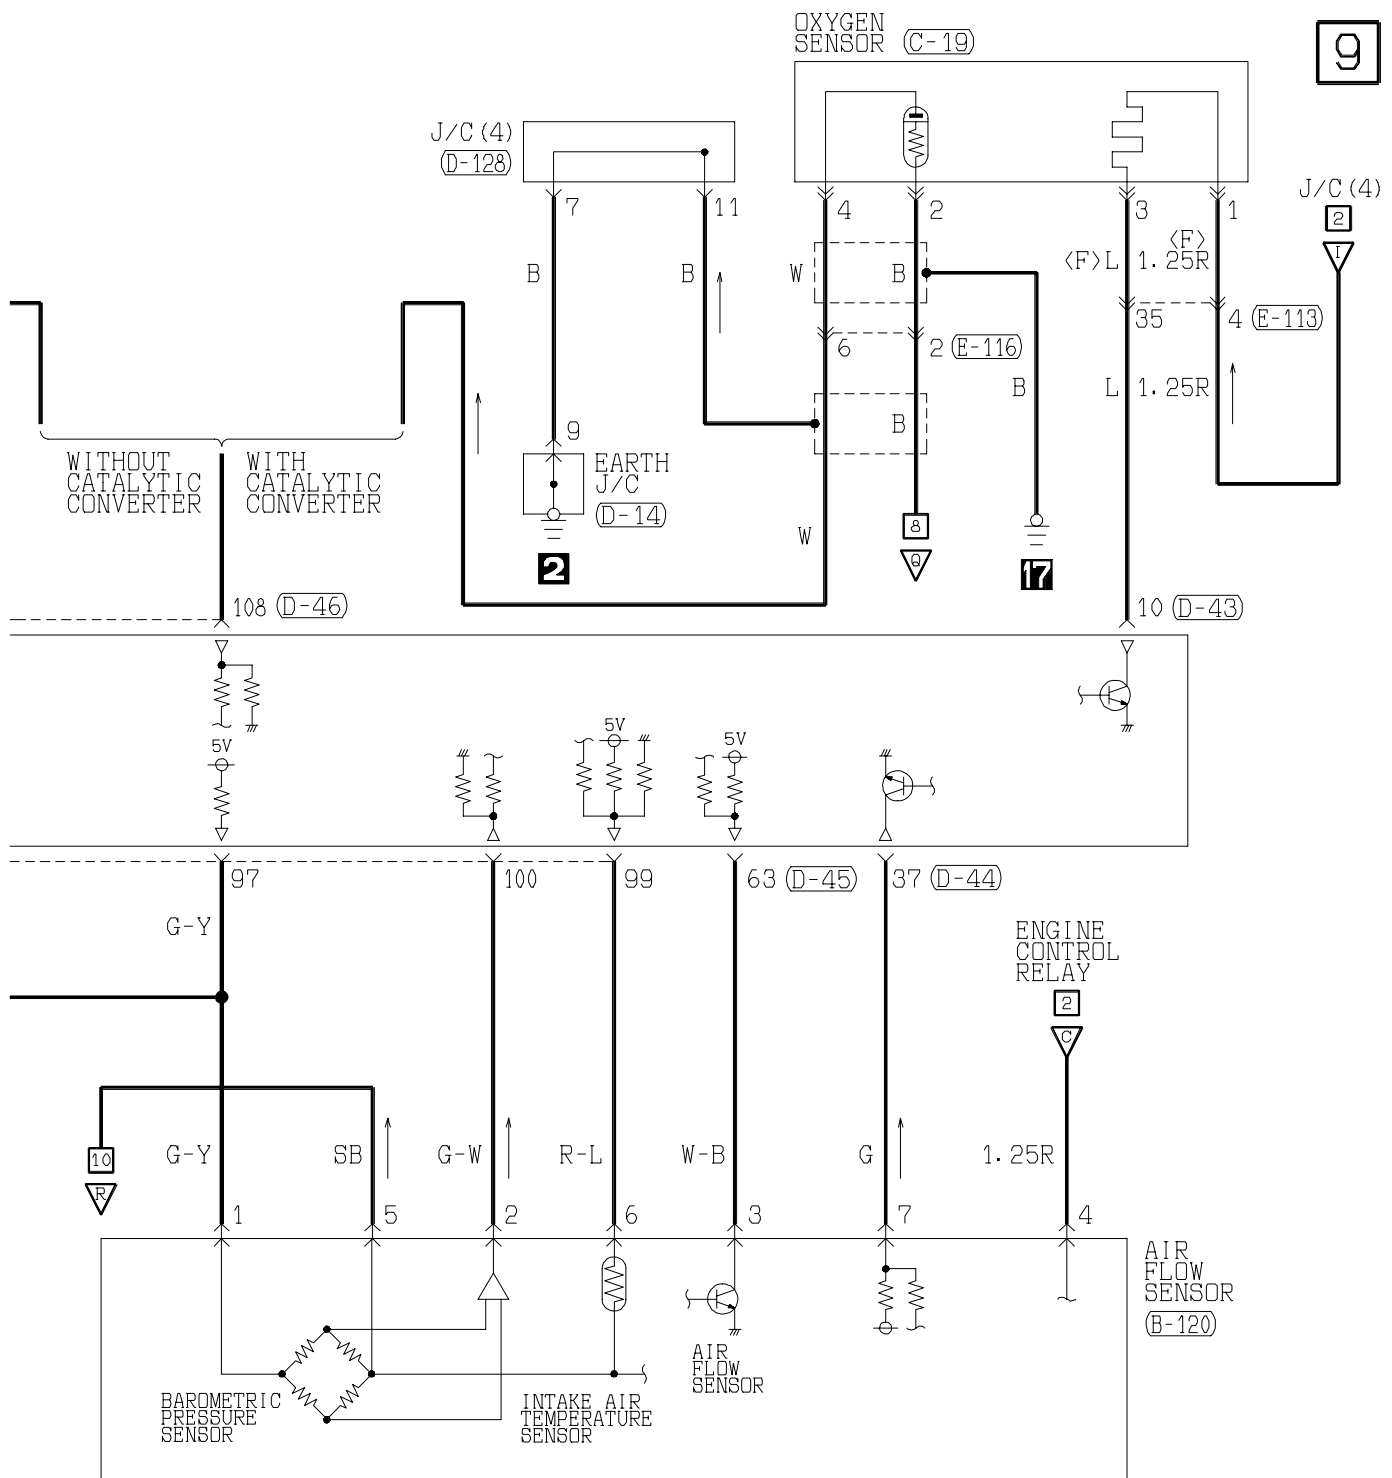 OXYGEN
SENSOR (C-19)
9
J/C(4)
(D-128)
7
11
4
2
3
1
J/C(4)
2
I
B
B
W
B
<F>L
<F>
1.25R
6
2 (E-116)
35
4 (E-113)
B
B
L
1.25R
9
EARTH
J/C
(D-14)
2
W
8
Q
17
WITHOUT
CATALYTIC
CONVERTER
WITH
CATALYTIC
CONVERTER
108 (D-46)
10 (D-43)
5V
5V
5V
97
100
99
63 (D-45)
37 (D-44)
G-Y
ENGINE
CONTROL
RELAY
2
C
10
R
G-Y
SB
G-W
R-L
W-B
G
1.25R
1
5
2
6
3
7
4
AIR
FLOW
SENSOR
(B-120)
AIR
FLOW
SENSOR
BAROMETRIC
PRESSURE
SENSOR
INTAKE AIR
TEMPERATURE
SENSOR